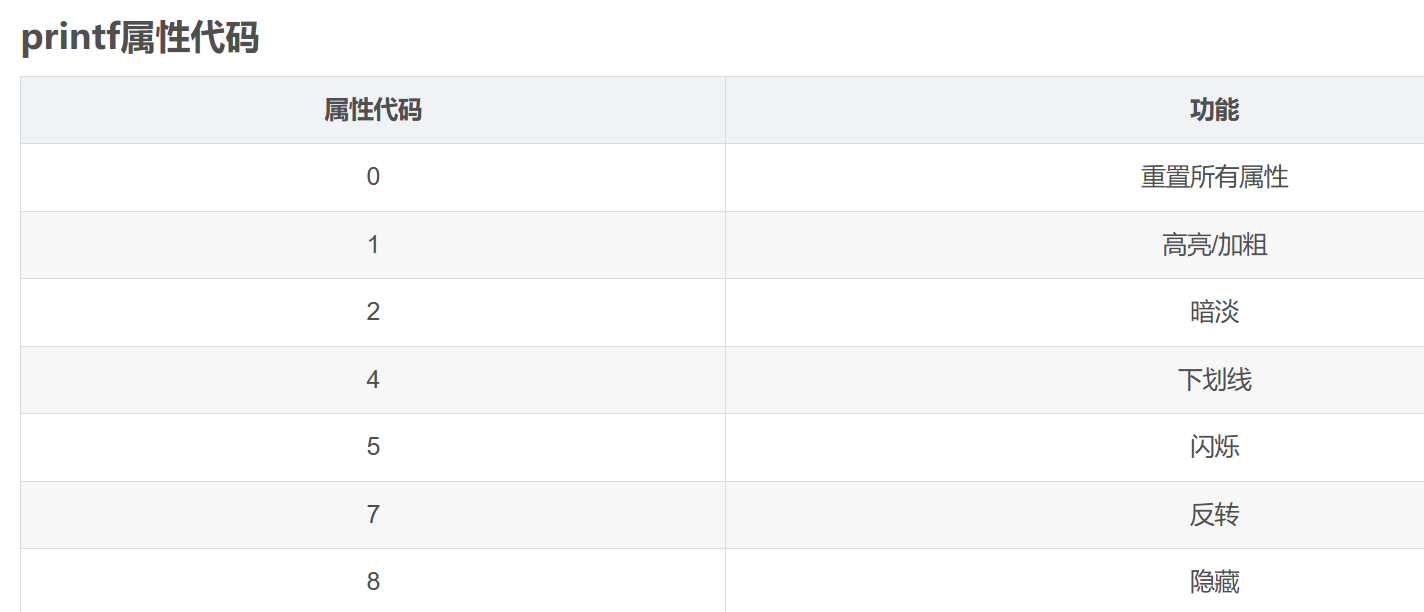 printf属性代码
属性代码 功能
0 重置所有属性
1 高亮/加粗
2 暗淡
4 下划线
5 闪烁
7 反转
8 隐藏